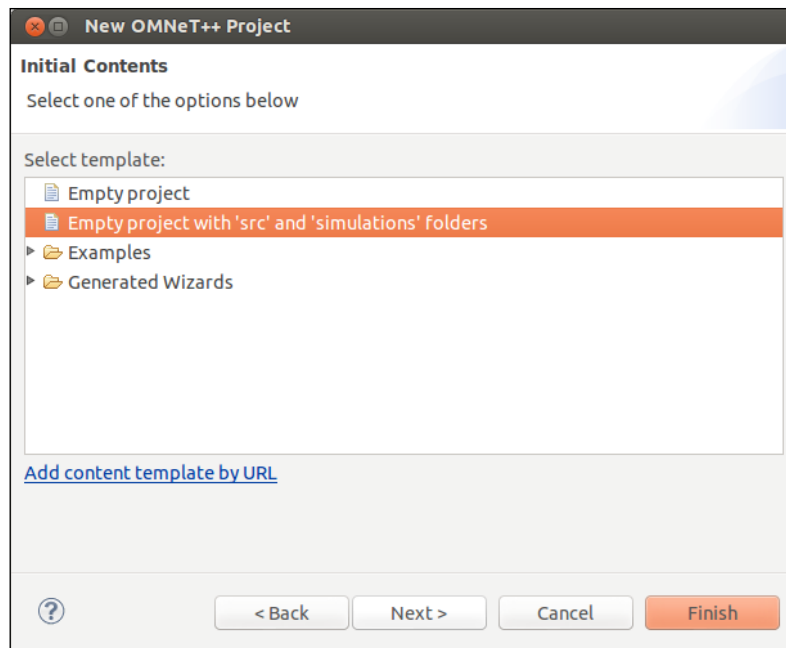 New OMNeT++ Project
Initial Contents
Select one of the options below
Select template:
Empty project
Empty project with 'src' and 'simulations' folders
Examples
Generated Wizards
Add content template by URL
? < Back Next > Cancel Finish